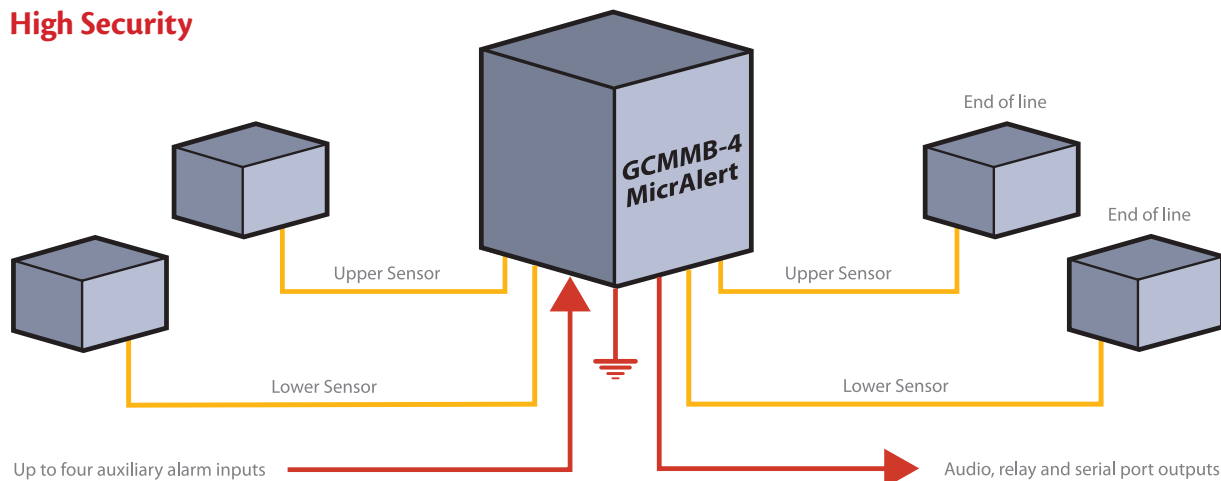 High Security
GCMMB-4
MicrAlert
End of line
End of line
Upper Sensor
Upper Sensor
Lower Sensor
Lower Sensor
Up to four auxiliary alarm inputs
Audio, relay and serial port outputs